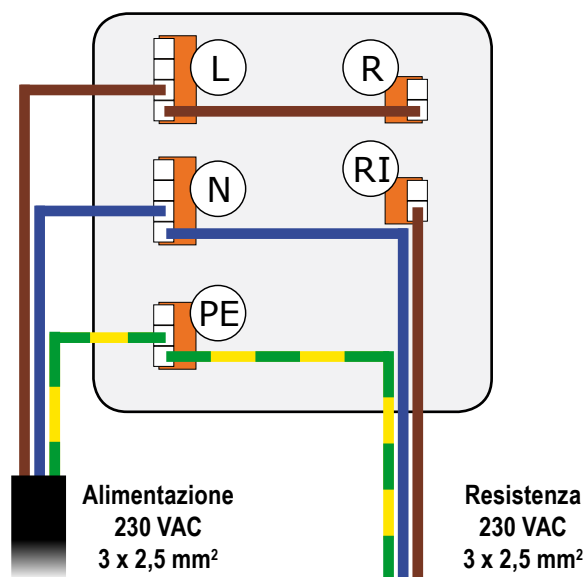 L
R
N
RI
PE
Alimentazione
230 VAC
3 x 2,5 mm²
Resistenza
230 VAC
3 x 2,5 mm²